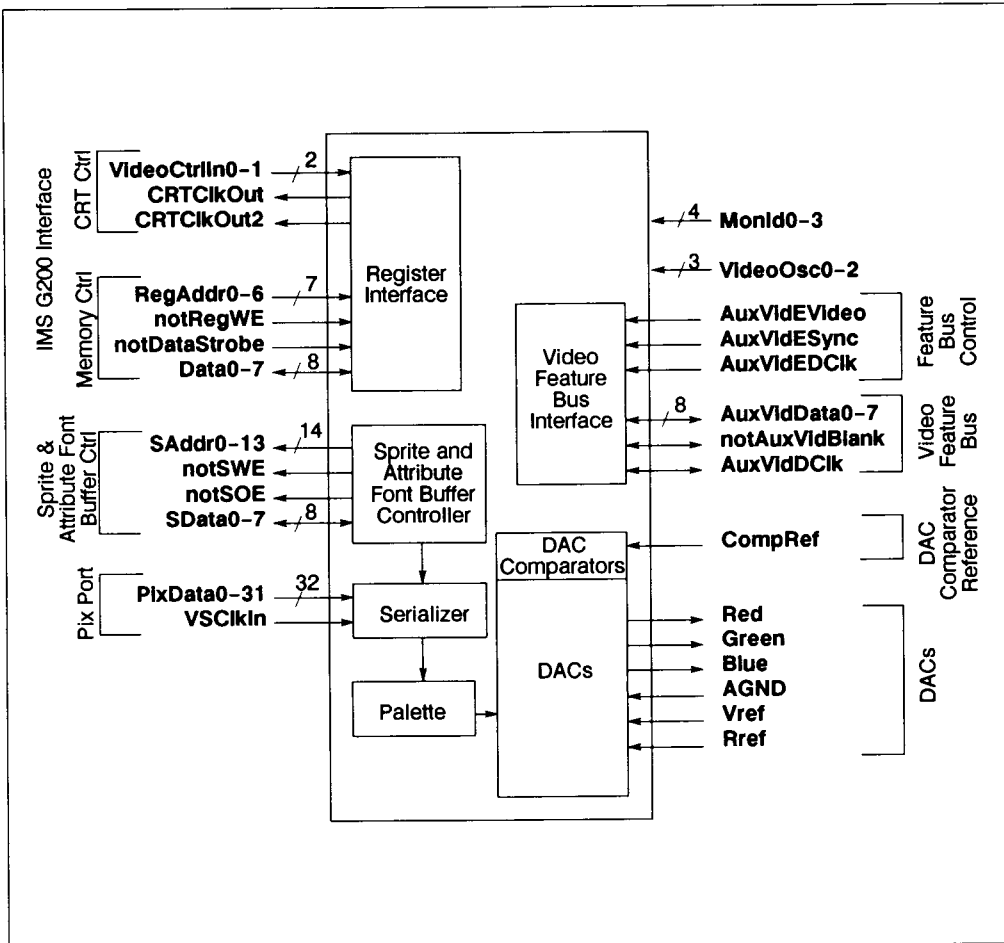 IMS G200 Interface
CRT Ctrl
VideoCtrlIn0-1
2
CRTClkOut
CRTClkOut2
Memory Ctrl
RegAddr0-6
7
notRegWE
notDataStrobe
Data0-7
8
Register
Interface
Sprite &
Attribute Font
Buffer Ctrl
SAddr0-13
14
notSWE
notSOE
SData0-7
8
Sprite and
Attribute
Font Buffer
Controller
Pix Port
PixData0-31
32
VSClkIn
Serializer
Palette
4
MonId0-3
3
VideoOsc0-2
Video
Feature
Bus
Interface
AuxVidEVideo
AuxVidESync
AuxVidEDClk
Feature
Bus
Control
8
AuxVidData0-7
notAuxVidBlank
AuxVidDClk
Video
Feature
Bus
DAC
Comparators
CompRef
DAC
Comparator
Reference
DACs
Red
Green
Blue
AGND
Vref
Rref
DACs